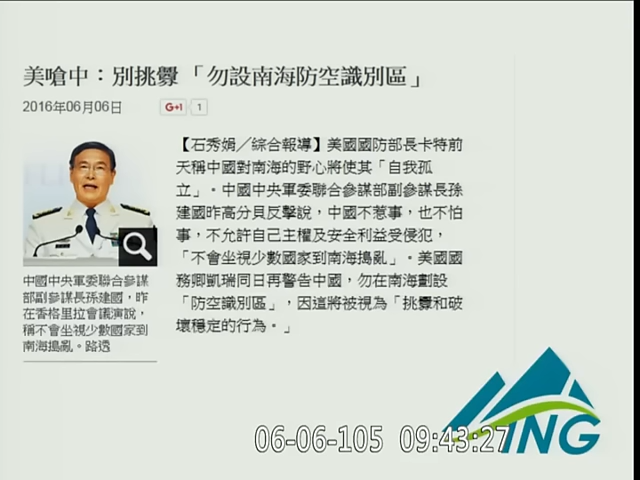 美嗆中：別挑釁 「勿設南海防空識別區」
2016年06月06日
G+1 1
【石秀娟／綜合報導】美國國防部長卡特前
天稱中國對南海的野心將使其「自我孤
立」。中國中央軍委聯合參謀部副參謀長孫
建國昨高分貝反擊說，中國不惹事，也不怕
事，不允許自己主權及安全利益受侵犯，
「不會坐視少數國家到南海搗亂」。美國國
務卿凱瑞同日再警告中國，勿在南海劃設
「防空識別區」，因這將被視為「挑釁和破
壞穩定的行為。」
中國中央軍委聯合參謀
部副參謀長孫建國，昨
在香格里拉會議演說，
稱不會坐視少數國家到
南海搗亂。路透
06-06-105 09:43:27
ING